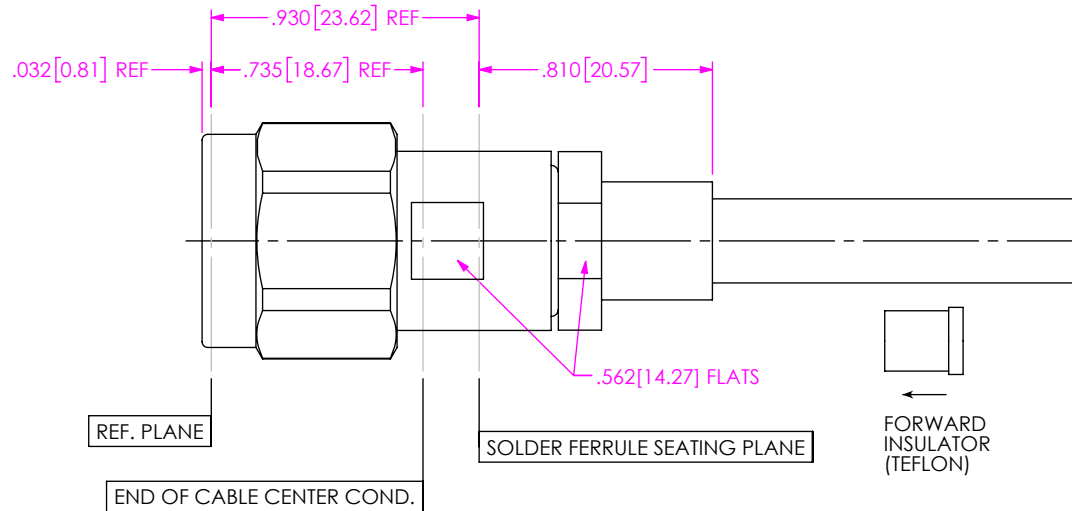 .930[23.62] REF
.032[0.81] REF
.735[18.67] REF
.810[20.57]
.562[14.27] FLATS
REF. PLANE
SOLDER FERRULE SEATING PLANE
FORWARD
INSULATOR
(TEFLON)
END OF CABLE CENTER COND.